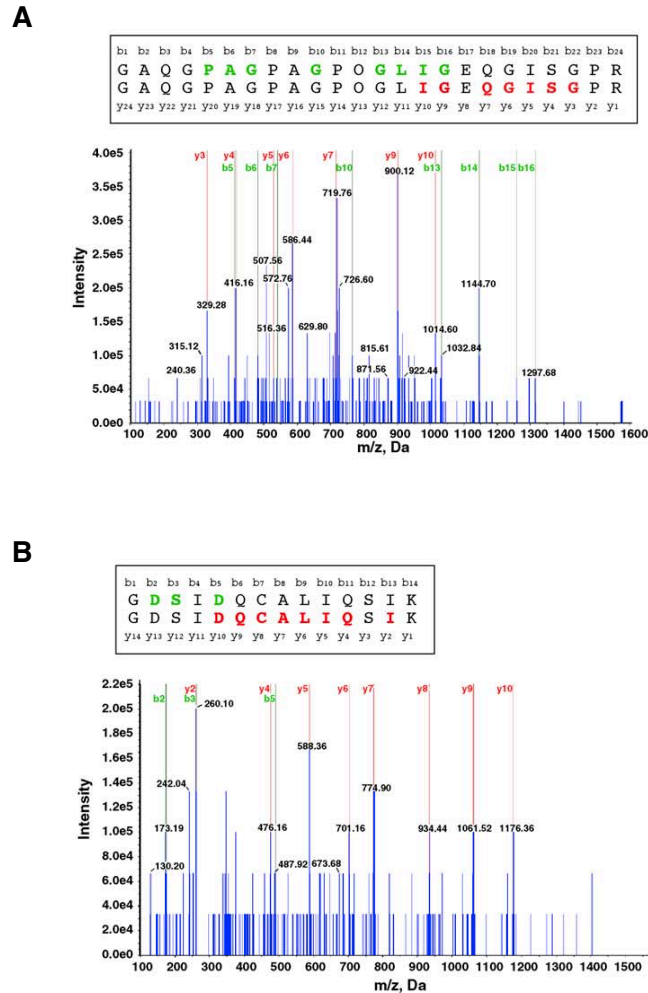 A
b1 b2 b3 b4 b5 b6 b7 b8 b9 b10 b11 b12 b13 b14 b15 b16 b17 b18 b19 b20 b21 b22 b23 b24
G A Q G P A G P A G P O G L I G E Q G I S G P R
G A Q G P A G P A G P O G L I G E Q G I S G P R
y24 y23 y22 y21 y20 y19 y18 y17 y16 y15 y14 y13 y12 y11 y10 y9 y8 y7 y6 y5 y4 y3 y2 y1
4.0e5 y3 y4 y5 y6 y7 y9 y10
b5 b6 b7 b10 b13 b14 b15 b16
3.5e5 900.12
719.76
3.0e5
586.44
2.5e5 507.56
572.76 726.60
2.0e5 416.16 1144.70
329.28
1.5e5 516.36 629.80 1014.60
315.12 815.61 1032.84
1.0e5 240.36 871.56 922.44 1297.68
5.0e4
0.0e0
100 200 300 400 500 600 700 800 900 1000 1100 1200 1300 1400 1500 1600
m/z, Da
Intensity
B
b1 b2 b3 b4 b5 b6 b7 b8 b9 b10 b11 b12 b13 b14
G D S I D Q C A L I Q S I K
G D S I D Q C A L I Q S I K
y14 y13 y12 y11 y10 y9 y8 y7 y6 y5 y4 y3 y2 y1
2.2e5 y2 y4 y5 y6 y7 y8 y9 y10
b2 b3 b5
2.0e5 260.10
1.8e5
588.36
1.6e5
1.4e5 242.04 774.90
1.2e5
1.0e5 173.19 476.16 701.16 934.44 1061.52 1176.36
8.0e4 130.20 487.92 673.68
6.0e4
4.0e4
2.0e4
0.0e0
100 200 300 400 500 600 700 800 900 1000 1100 1200 1300 1400 1500
m/z, Da
Intensity